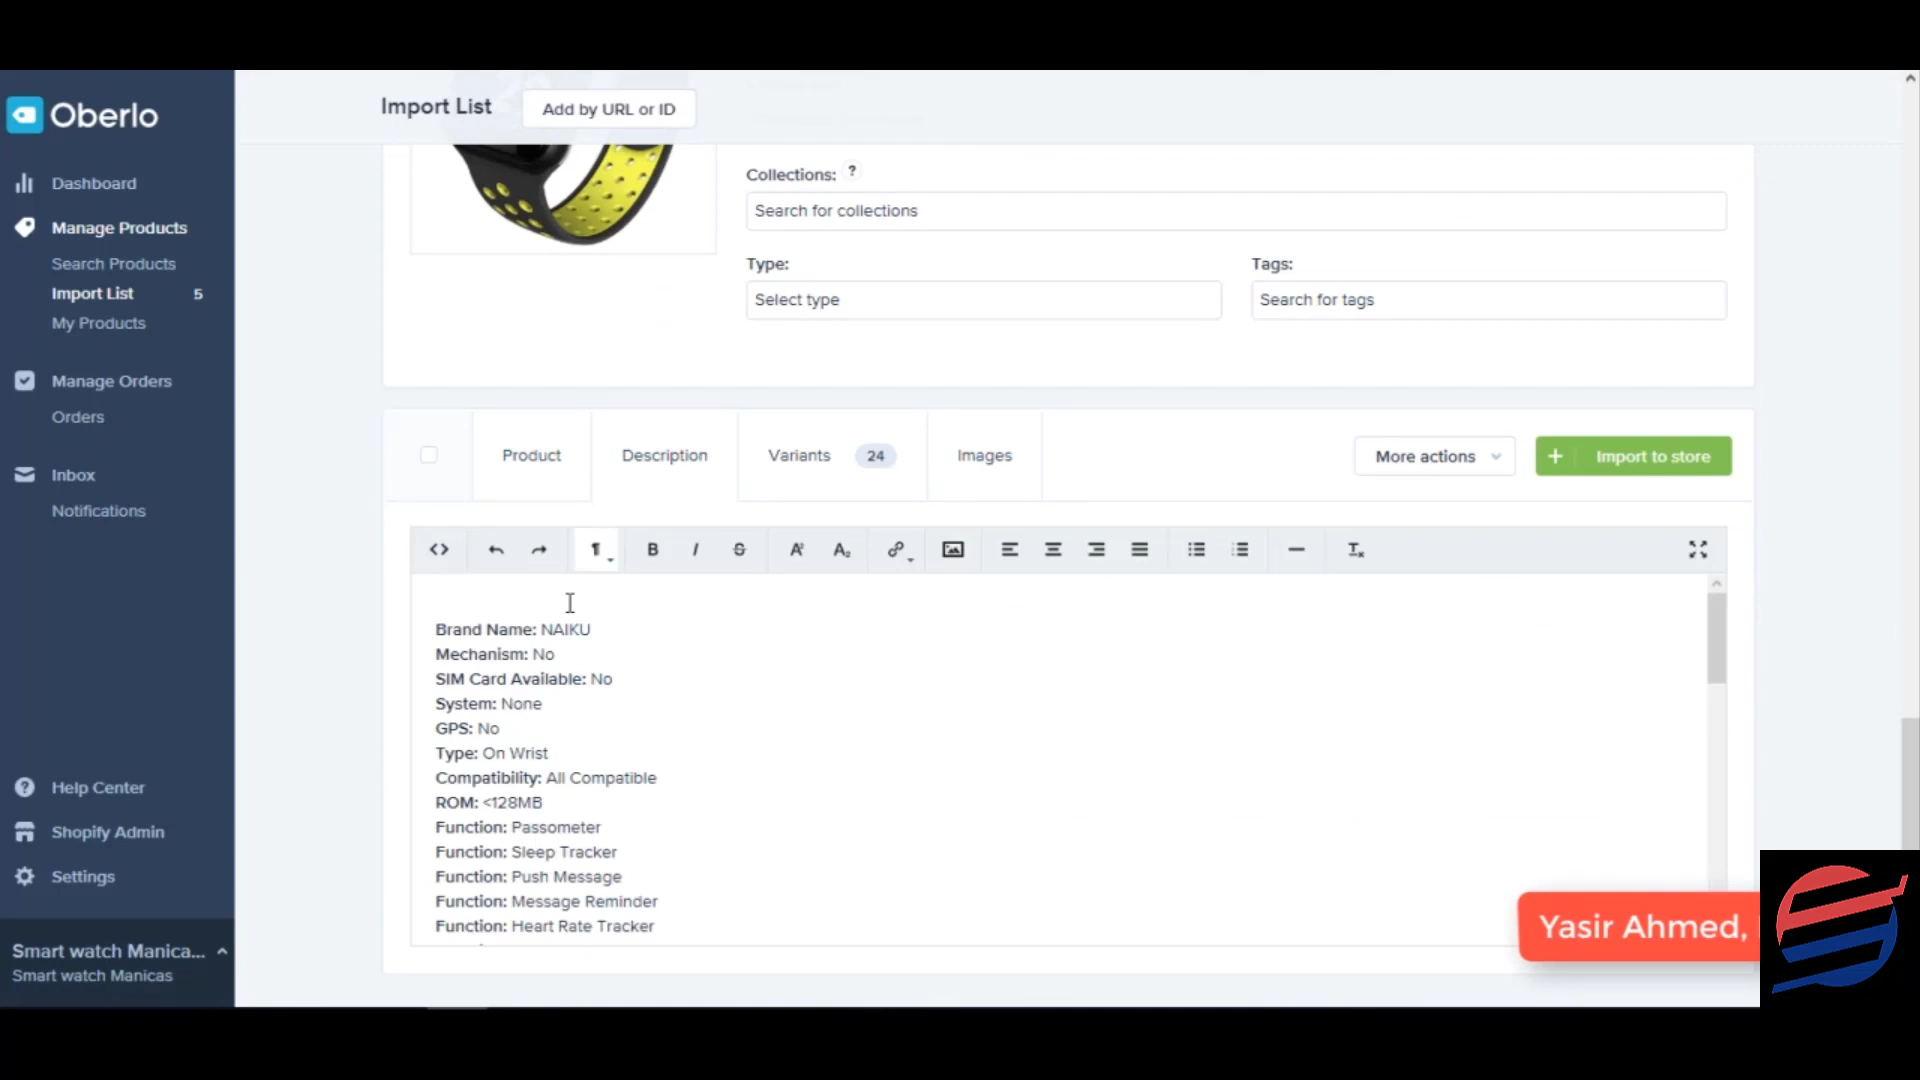 Oberlo
Dashboard
Manage Products
Search Products
Import List 5
My Products
Manage Orders
Orders
Inbox
Notifications
Help Center
Shopify Admin
Settings
Smart watch Manica...
Smart watch Manicas
Import List
Add by URL or ID
Collections: ?
Search for collections
Type:
Select type
Tags:
Search for tags
Product
Description
Variants 24
Images
More actions
+ Import to store
Brand Name: NAIKU
Mechanism: No
SIM Card Available: No
System: None
GPS: No
Type: On Wrist
Compatibility: All Compatible
ROM: <128MB
Function: Passometer
Function: Sleep Tracker
Function: Push Message
Function: Message Reminder
Function: Heart Rate Tracker
Yasir Ahmed,